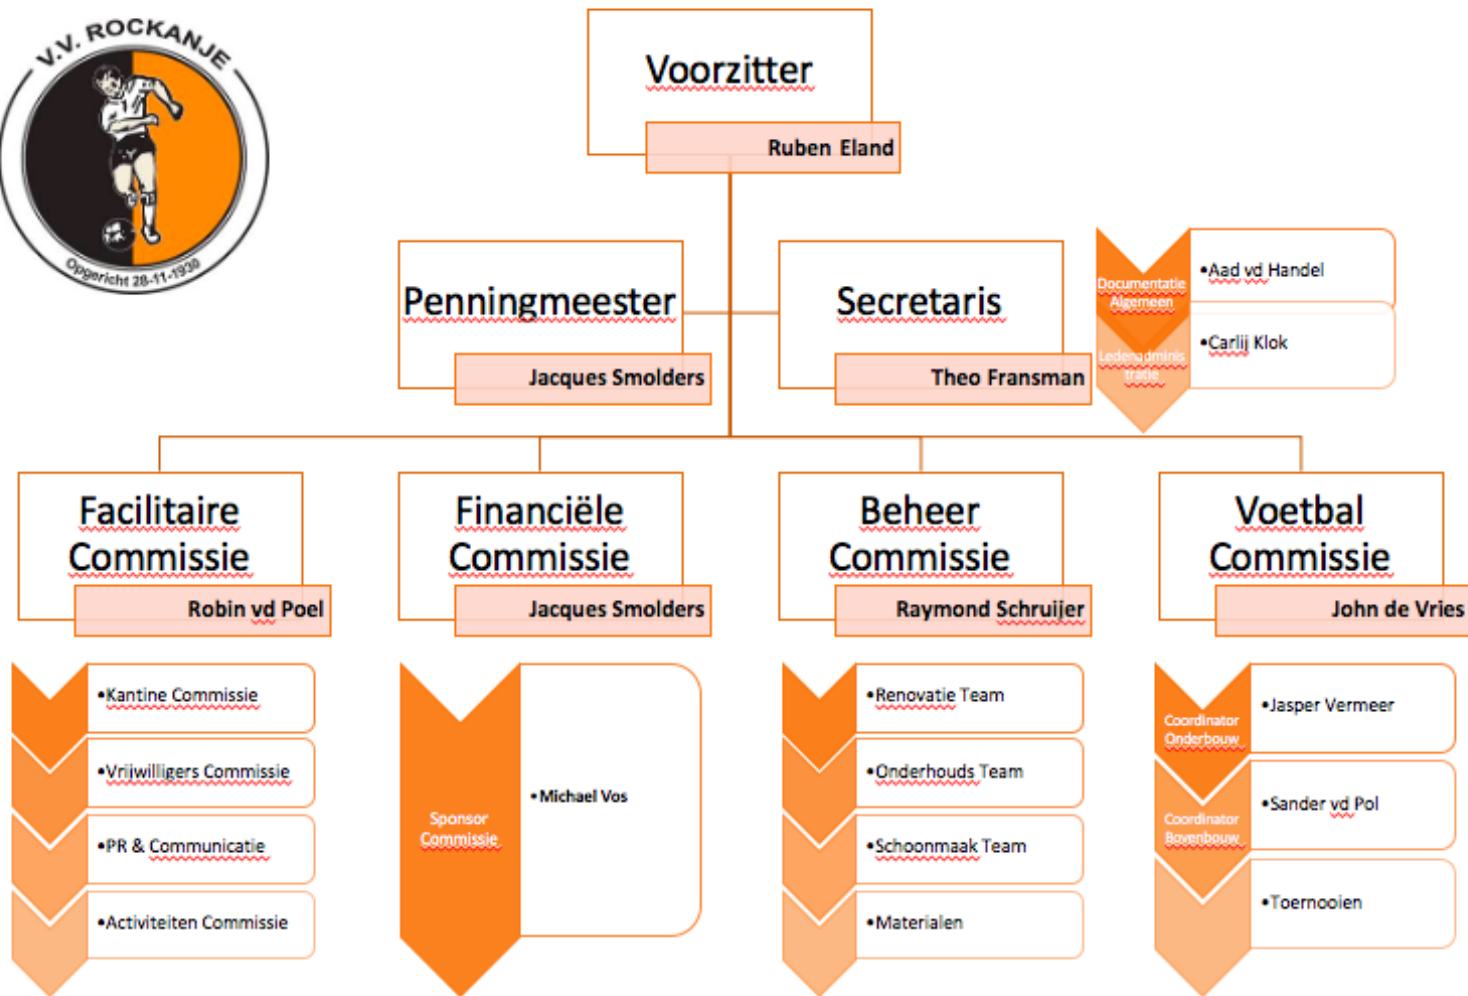 V.V. ROCKANJE
Opgericht 28-11-1930
Voorzitter
Ruben Eland
Penningmeester
Jacques Smolders
Secretaris
Theo Fransman
Documentatie
Algemeen
•Aad vd Handel
Ledenadminis
tratie
•Carlij Klok
Facilitaire
Commissie
Robin vd Poel
Financiële
Commissie
Jacques Smolders
Beheer
Commissie
Raymond Schruijer
Voetbal
Commissie
John de Vries
•Kantine Commissie
•Vrijwilligers Commissie
•PR & Communicatie
•Activiteiten Commissie
Sponsor
Commissie
•Michael Vos
•Renovatie Team
•Onderhouds Team
•Schoonmaak Team
•Materialen
Coordinator
Onderbouw
•Jasper Vermeer
Coordinator
Bovenbouw
•Sander vd Pol
•Toernooien